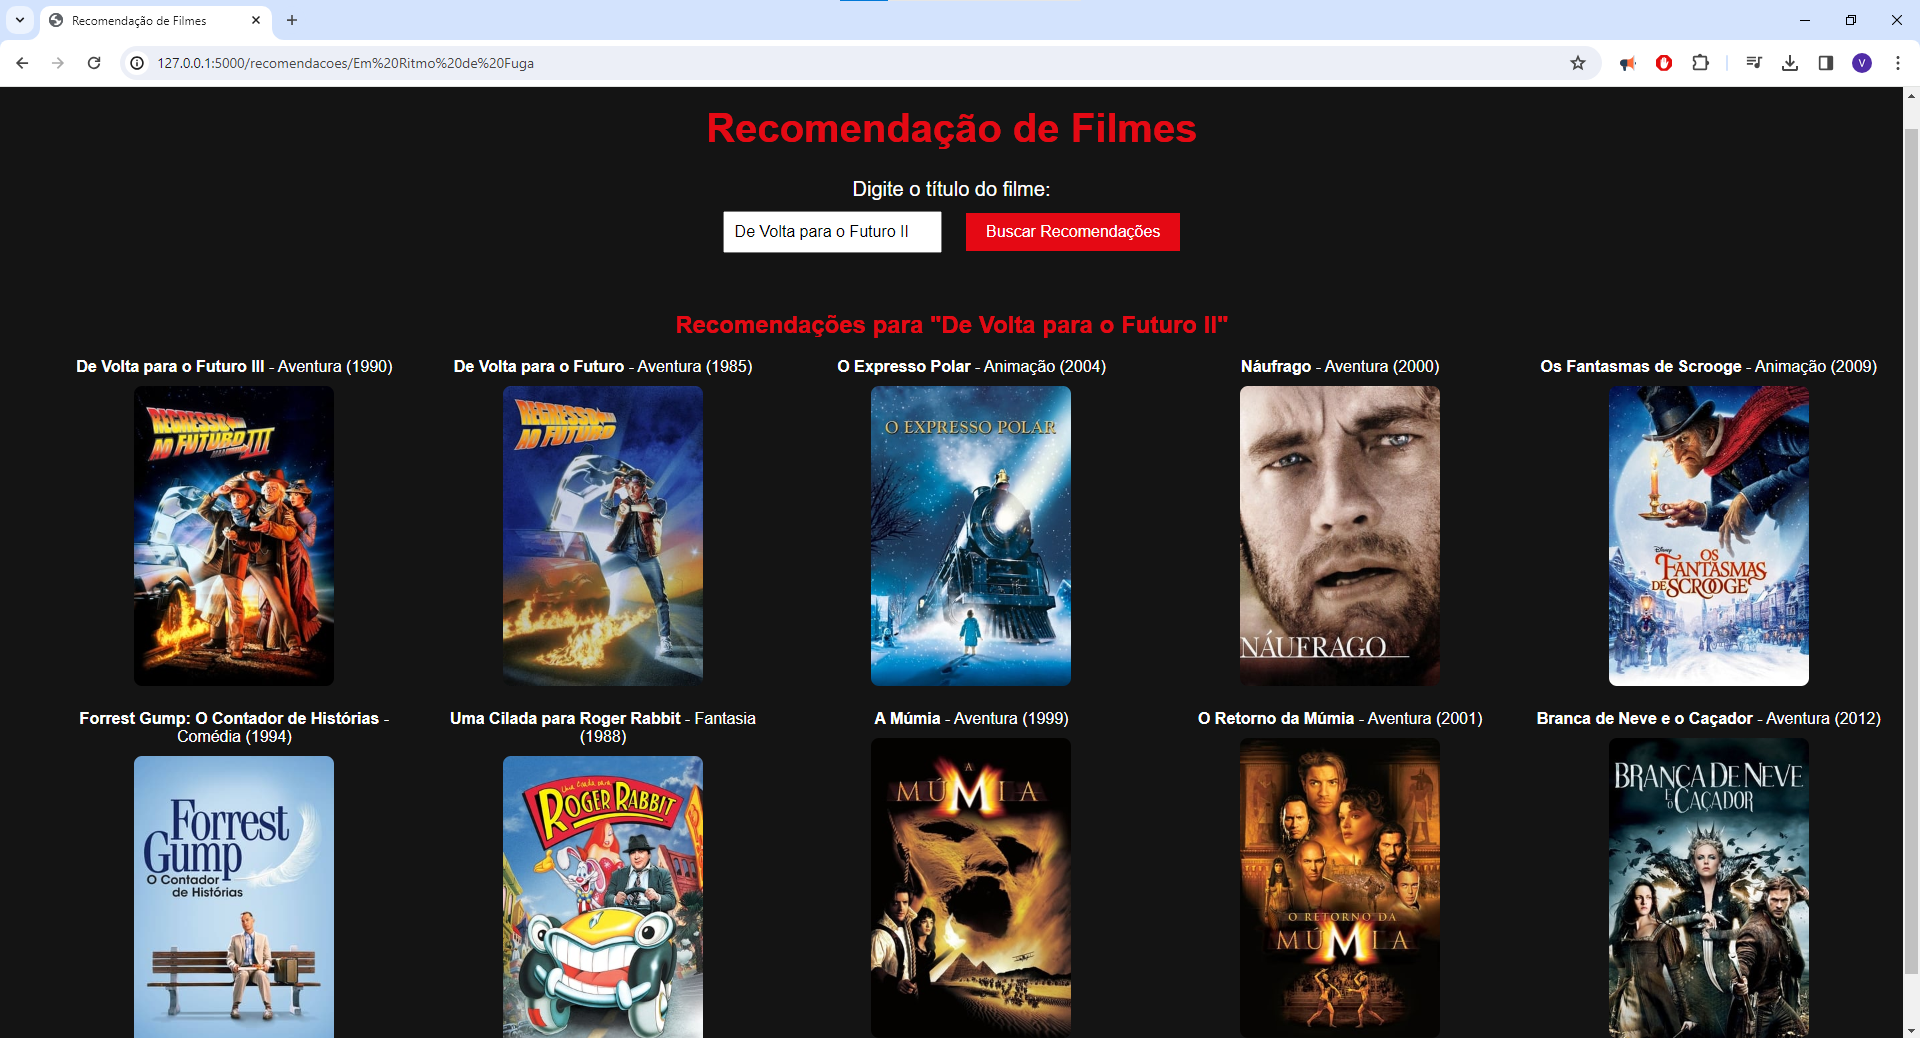 Recomendação de Filmes
127.0.0.1:5000/recomendacoes/Em%20Ritmo%20de%20Fuga
V
Recomendação de Filmes
Digite o título do filme:
De Volta para o Futuro II
Buscar Recomendações
Recomendações para "De Volta para o Futuro II"
De Volta para o Futuro III - Aventura (1990)
De Volta para o Futuro - Aventura (1985)
O Expresso Polar - Animação (2004)
Náufrago - Aventura (2000)
Os Fantasmas de Scrooge - Animação (2009)
REGRESSO
AO FUTURO III
REGRESSO
AO FUTURO
O EXPRESSO POLAR
NÁUFRAGO
Disney
OS
FANTASMAS
DE SCROOGE
Forrest Gump: O Contador de Histórias -
Comédia (1994)
Uma Cilada para Roger Rabbit - Fantasia
(1988)
A Múmia - Aventura (1999)
O Retorno da Múmia - Aventura (2001)
Branca de Neve e o Caçador - Aventura (2012)
Forrest
Gump
O Contador
de Histórias
Uma Cilada para
ROGER RABBIT
A
MÚMIA
O RETORNO DA
MÚMIA
BRANCA DE NEVE
E O CAÇADOR